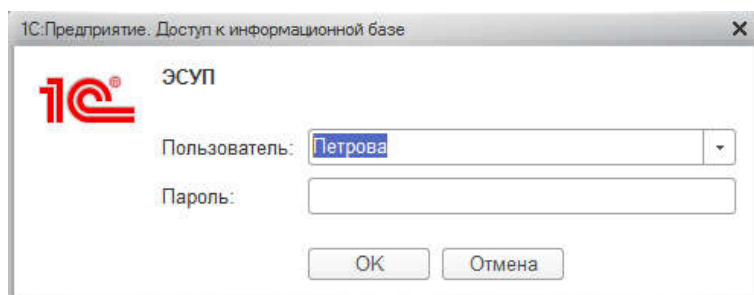 1С:Предприятие. Доступ к информационной базе
1С®
ЭСУП
Пользователь: Петрова
Пароль:
OK Отмена